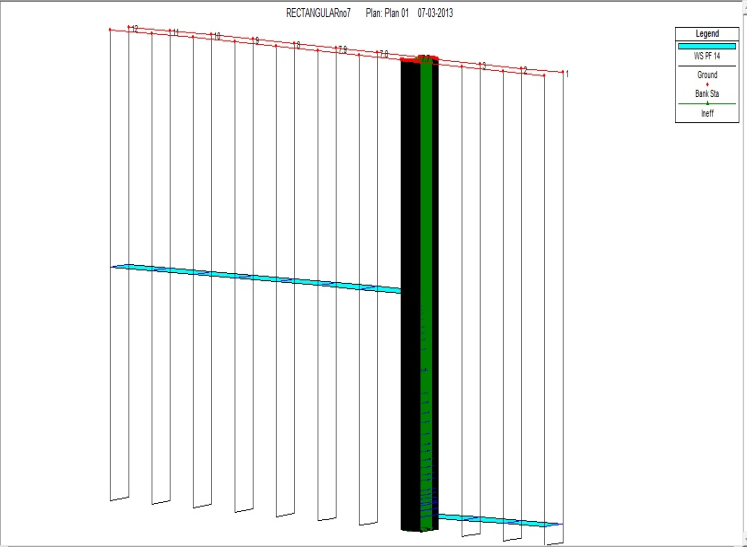 RECTANGULARno7 Plan: Plan 01 07-03-2013
Legend
WS PF 14
Ground
Bank Sta
Ineff
12
11
10
9
8
7.9
7.8
3
2
1